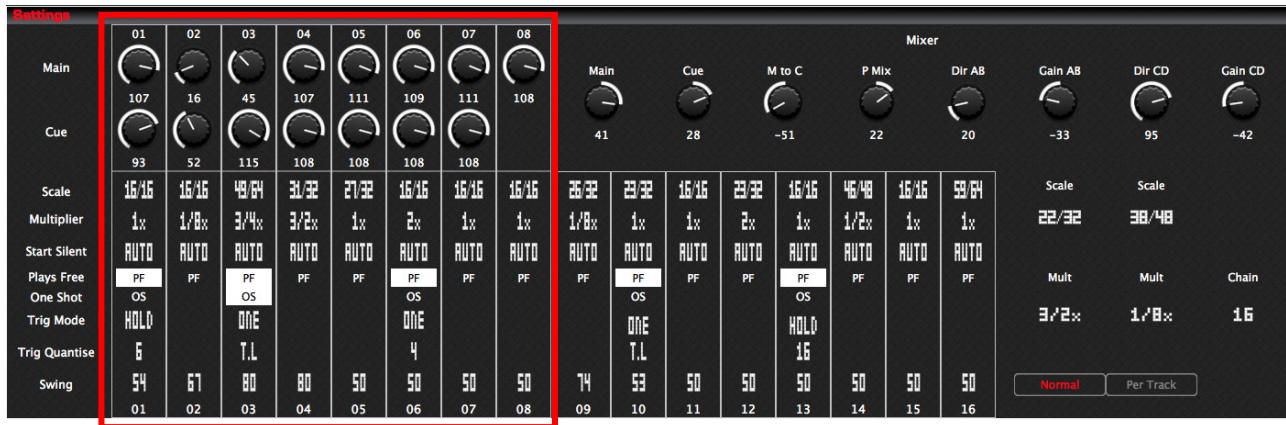 Settings
01 02 03 04 05 06 07 08 Mixer
Main Main Cue M to C P Mix Dir AB Gain AB Dir CD Gain CD
107 16 45 107 111 109 111 108 41 28 -51 22 20 -33 95 -42
Cue
93 52 115 108 108 108 108
Scale 16/16 16/16 49/64 31/32 27/32 16/16 16/16 16/16 26/32 23/32 16/16 29/32 16/16 46/48 16/16 59/64 Scale Scale
Multiplier 1x 1/8x 3/4x 3/2x 1x 2x 1x 1x 1/8x 1x 1x 2x 1x 1/2x 1x 1x 22/32 38/48
Start Silent AUTO AUTO AUTO AUTO AUTO AUTO AUTO AUTO AUTO AUTO AUTO AUTO AUTO AUTO AUTO AUTO
Plays Free PF PF PF PF PF PF PF PF PF PF PF PF PF PF PF PF Mult Mult Chain
One Shot OS OS OS OS OS
Trig Mode HOLD ONE ONE ONE HOLD 3/2x 1/8x 16
Trig Quantise 6 T.L 4 T.L 16
Swing 54 67 80 80 50 50 50 50 74 53 50 50 50 50 50 50 Normal Per Track
01 02 03 04 05 06 07 08 09 10 11 12 13 14 15 16